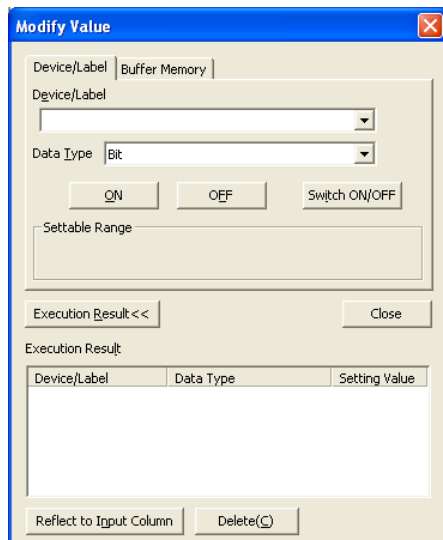 Modify Value
Device/Label Buffer Memory
Device/Label
Data Type Bit
ON OFF Switch ON/OFF
Settable Range
Execution Result<< Close
Execution Result
Device/Label Data Type Setting Value
Reflect to Input Column Delete(C)